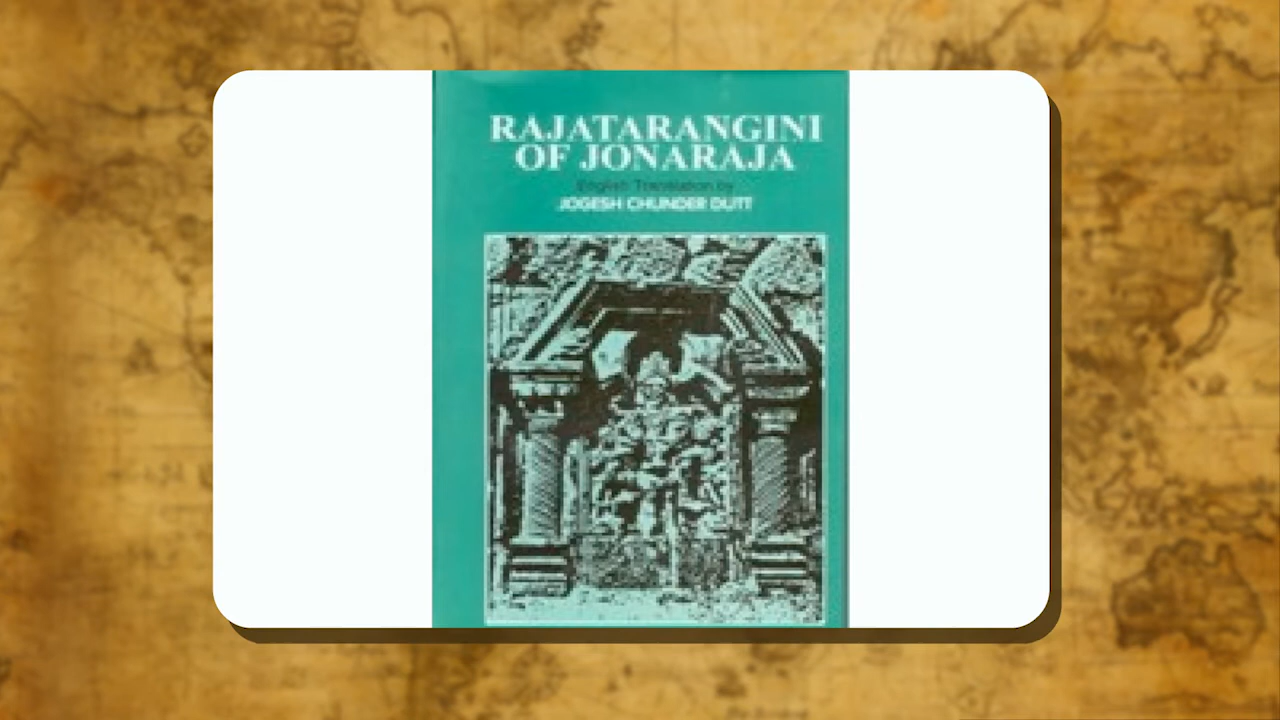 RAJATARANGINI
OF JONARAJA
English Translation by
JOGESH CHUNDER DUTT